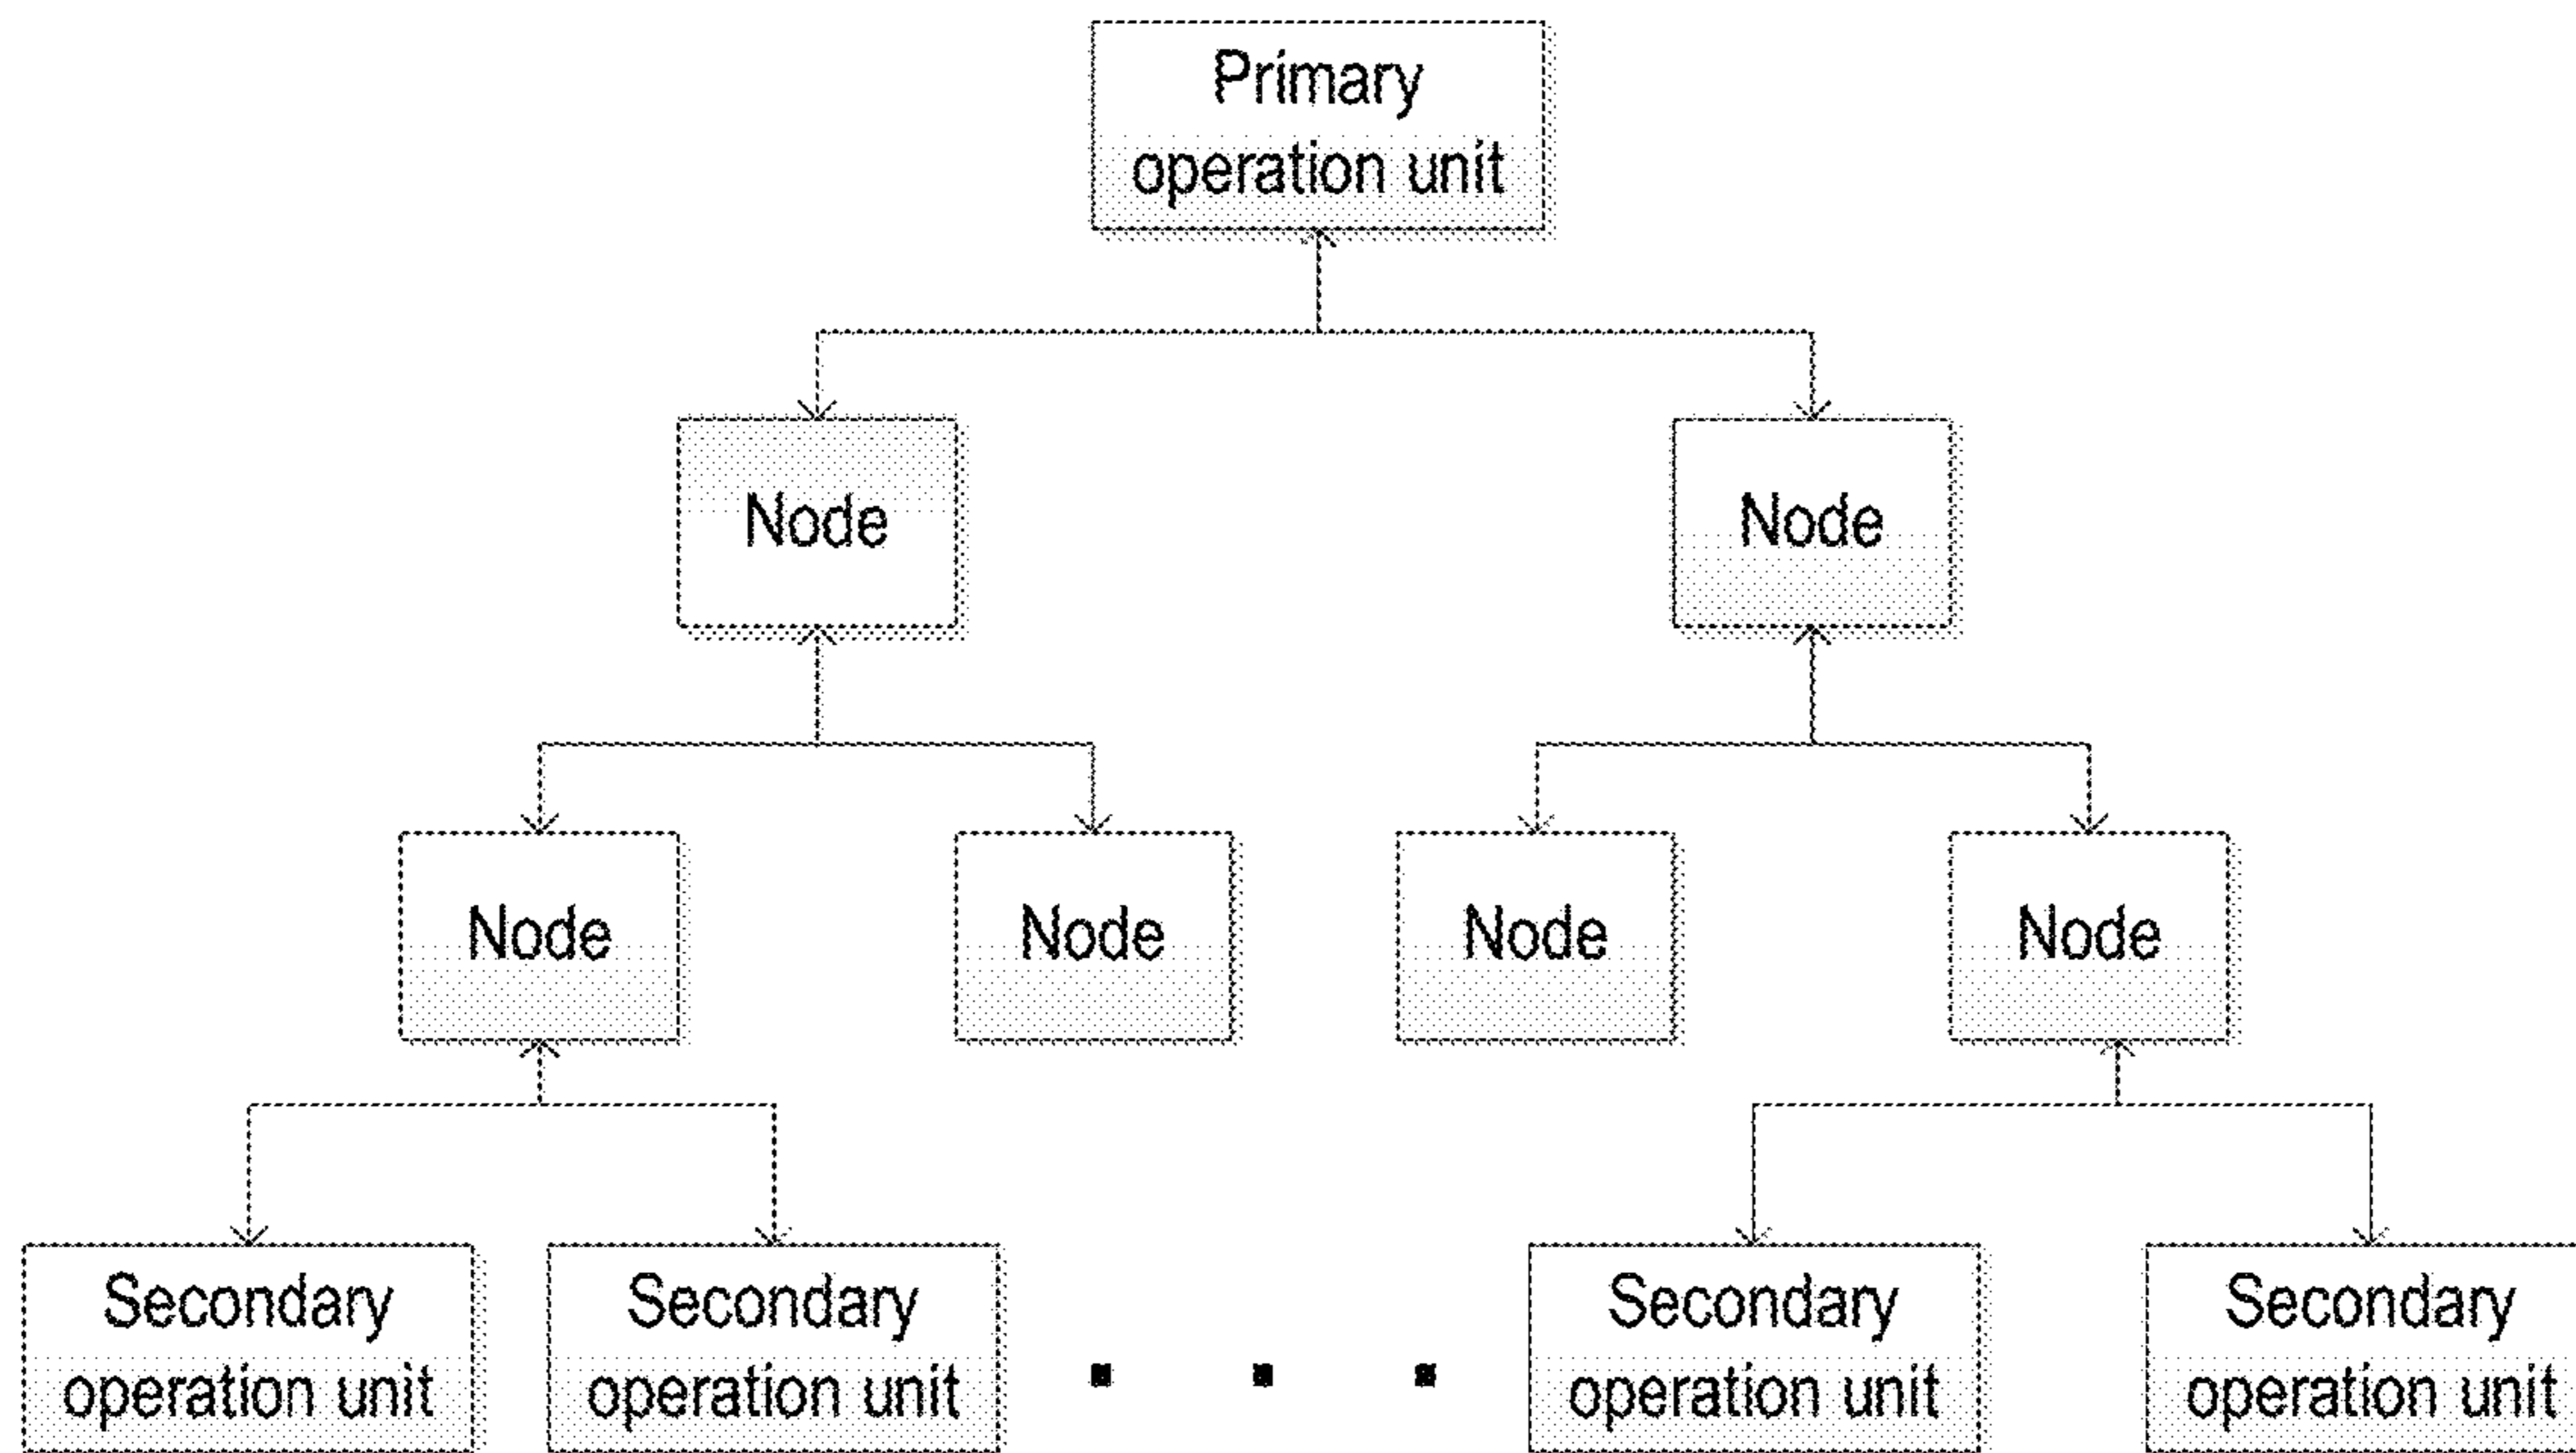 Primary
operation unit
Node
Node
Node
Node
Node
Node
Secondary
operation unit
Secondary
operation unit
. . .
Secondary
operation unit
Secondary
operation unit